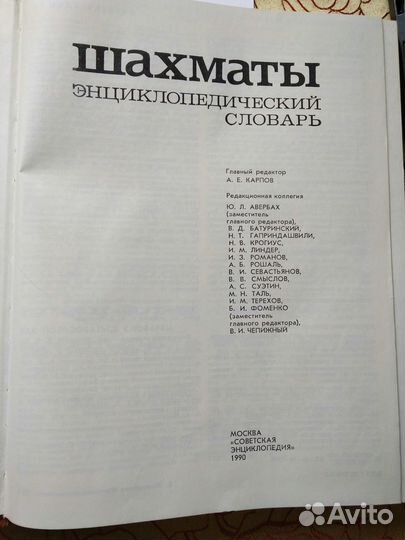 шахматы
ЭНЦИКЛОПЕДИЧЕСКИЙ
СЛОВАРЬ
Главный редактор
А. Е. КАРПОВ
Редакционная коллегия
Ю. Л. АВЕРБАХ
(заместитель
главного редактора),
В. Д. БАТУРИНСКИЙ,
Н. Т. ГАПРИНДАШВИЛИ,
Н. В. КРОГИУС,
И. М. ЛИНДЕР,
И. З. РОМАНОВ,
А. Б. РОШАЛЬ,
В. И. СЕВАСТЬЯНОВ,
В. В. СМЫСЛОВ,
А. С. СУЭТИН,
М. Н. ТАЛЬ,
И. М. ТЕРЕХОВ,
Б. И. ФОМЕНКО
(заместитель
главного редактора),
В. И. ЧЕПИЖНЫЙ
МОСКВА
«СОВЕТСКАЯ
ЭНЦИКЛОПЕДИЯ»
1990
Avito